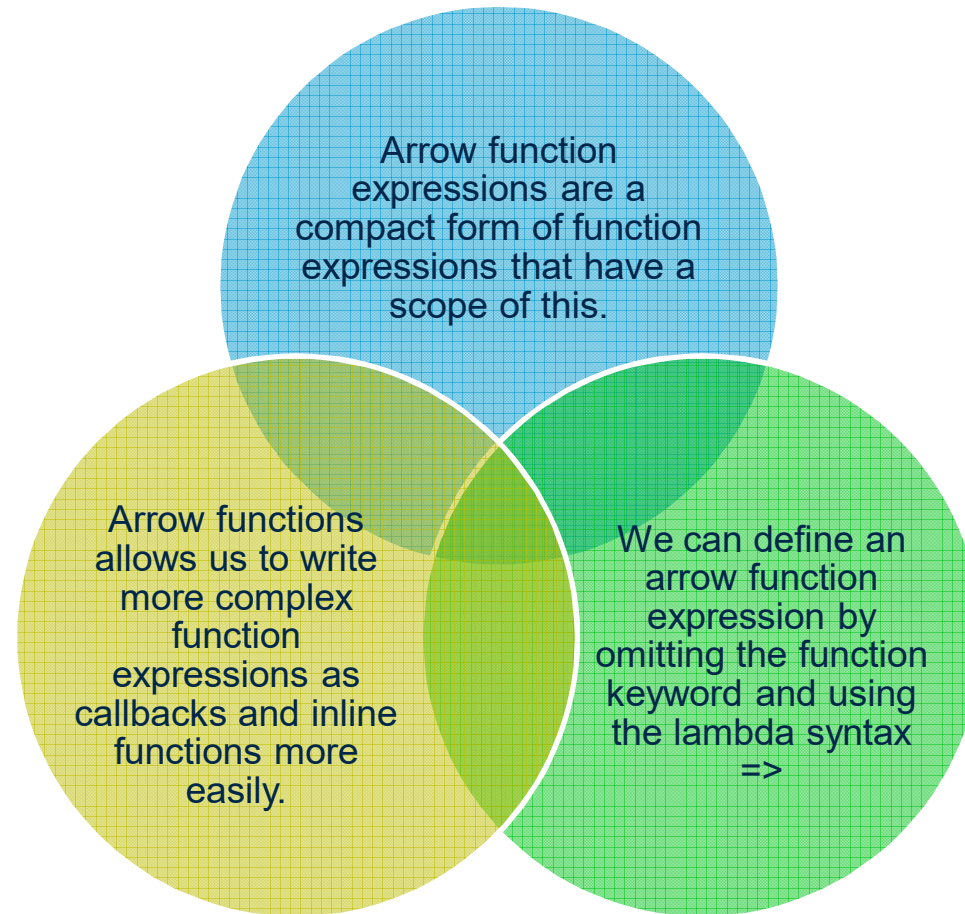 Arrow function
expressions are a
compact form of function
expressions that have a
scope of this.
Arrow functions
allows us to write
more complex
function
expressions as
callbacks and inline
functions more
easily.
We can define an
arrow function
expression by
omitting the function
keyword and using
the lambda syntax
=>